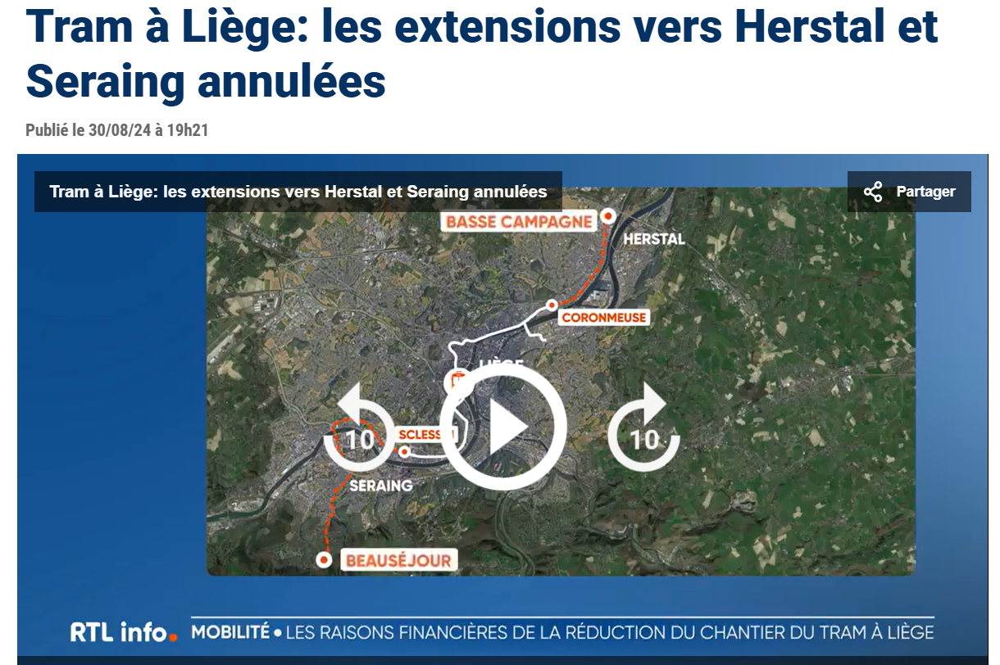 Tram à Liège: les extensions vers Herstal et
Seraing annulées
Publié le 30/08/24 à 19h21
Tram à Liège: les extensions vers Herstal et Seraing annulées
Partager
BASSE CAMPAGNE
HERSTAL
CORONMEUSE
LIÈGE
10
SCLESS
10
SERAING
BEAUSÉJOUR
RTL info.
MOBILITÉ • LES RAISONS FINANCIÈRES DE LA RÉDUCTION DU CHANTIER DU TRAM À LIÈGE